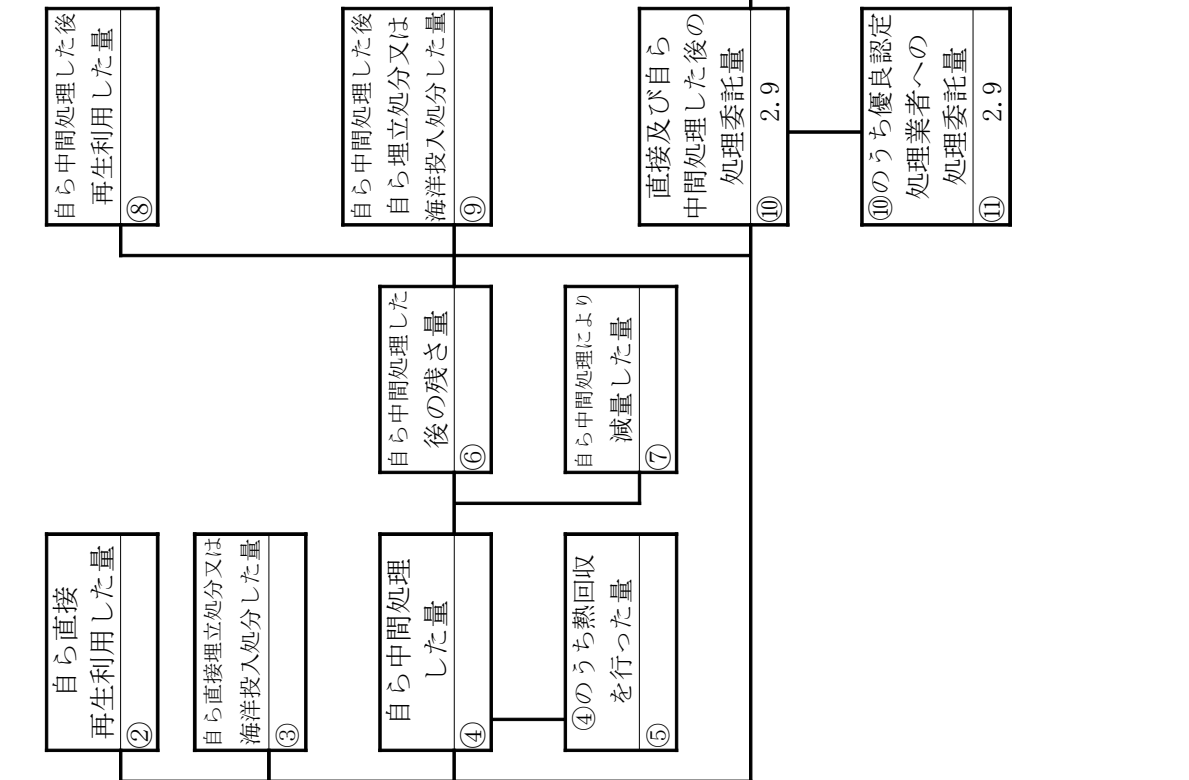 自ら直接
再生利用した量
②
自ら直接埋立処分又は
海洋投入処分した量
③
自ら中間処理
した量
④
④のうち熱回収
を行った量
⑤
自ら中間処理した
後の残さ量
⑥
自ら中間処理により
減量した量
⑦
自ら中間処理した後
再生利用した量
⑧
自ら中間処理した後
自ら埋立処分又は
海洋投入処分した量
⑨
直接及び自ら
中間処理した後の
処理委託量
⑩ 2.9
⑩のうち優良認定
処理業者への
処理委託量
⑪ 2.9